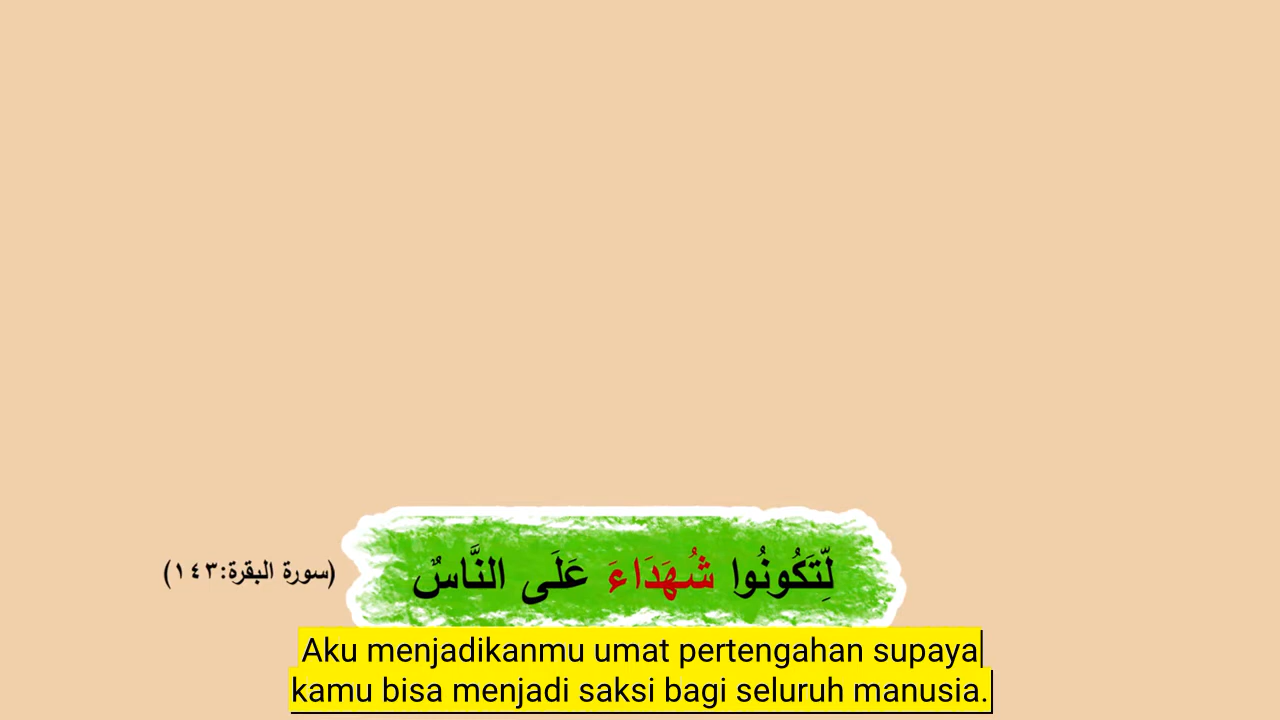 لِّتَكُونُوا شُهَدَاءَ عَلَى النَّاسٌ (سورة البقرة:١٤٣)
Aku menjadikanmu umat pertengahan supaya
kamu bisa menjadi saksi bagi seluruh manusia.